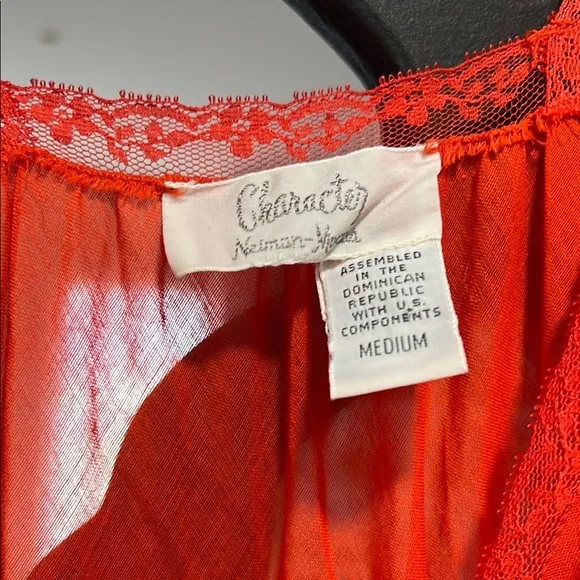 Character
Neiman-Marcus
ASSEMBLED
IN THE
DOMINICAN
REPUBLIC
WITH U.S.
COMPONENTS
MEDIUM